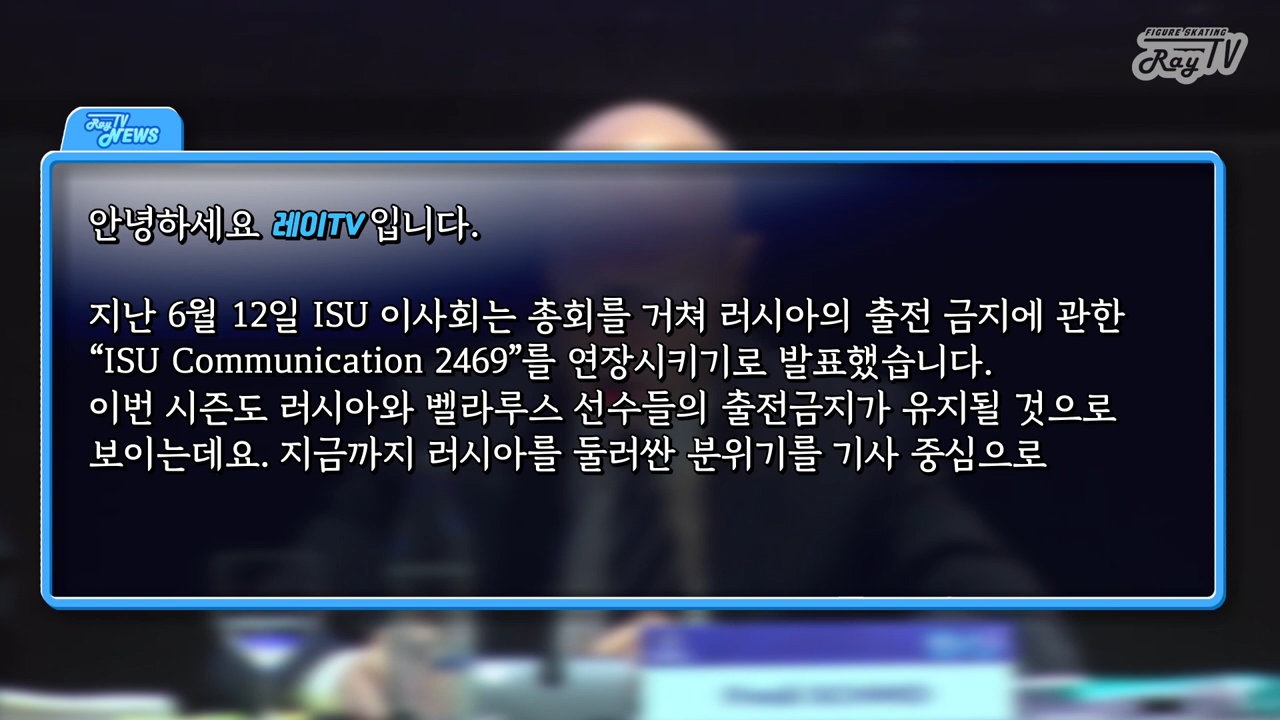 FIGURE SKATING
RayTV
RayTV
NEWS
안녕하세요 레이TV입니다.
지난 6월 12일 ISU 이사회는 총회를 거쳐 러시아의 출전 금지에 관한
“ISU Communication 2469”를 연장시키기로 발표했습니다.
이번 시즌도 러시아와 벨라루스 선수들의 출전금지가 유지될 것으로
보이는데요. 지금까지 러시아를 둘러싼 분위기를 기사 중심으로